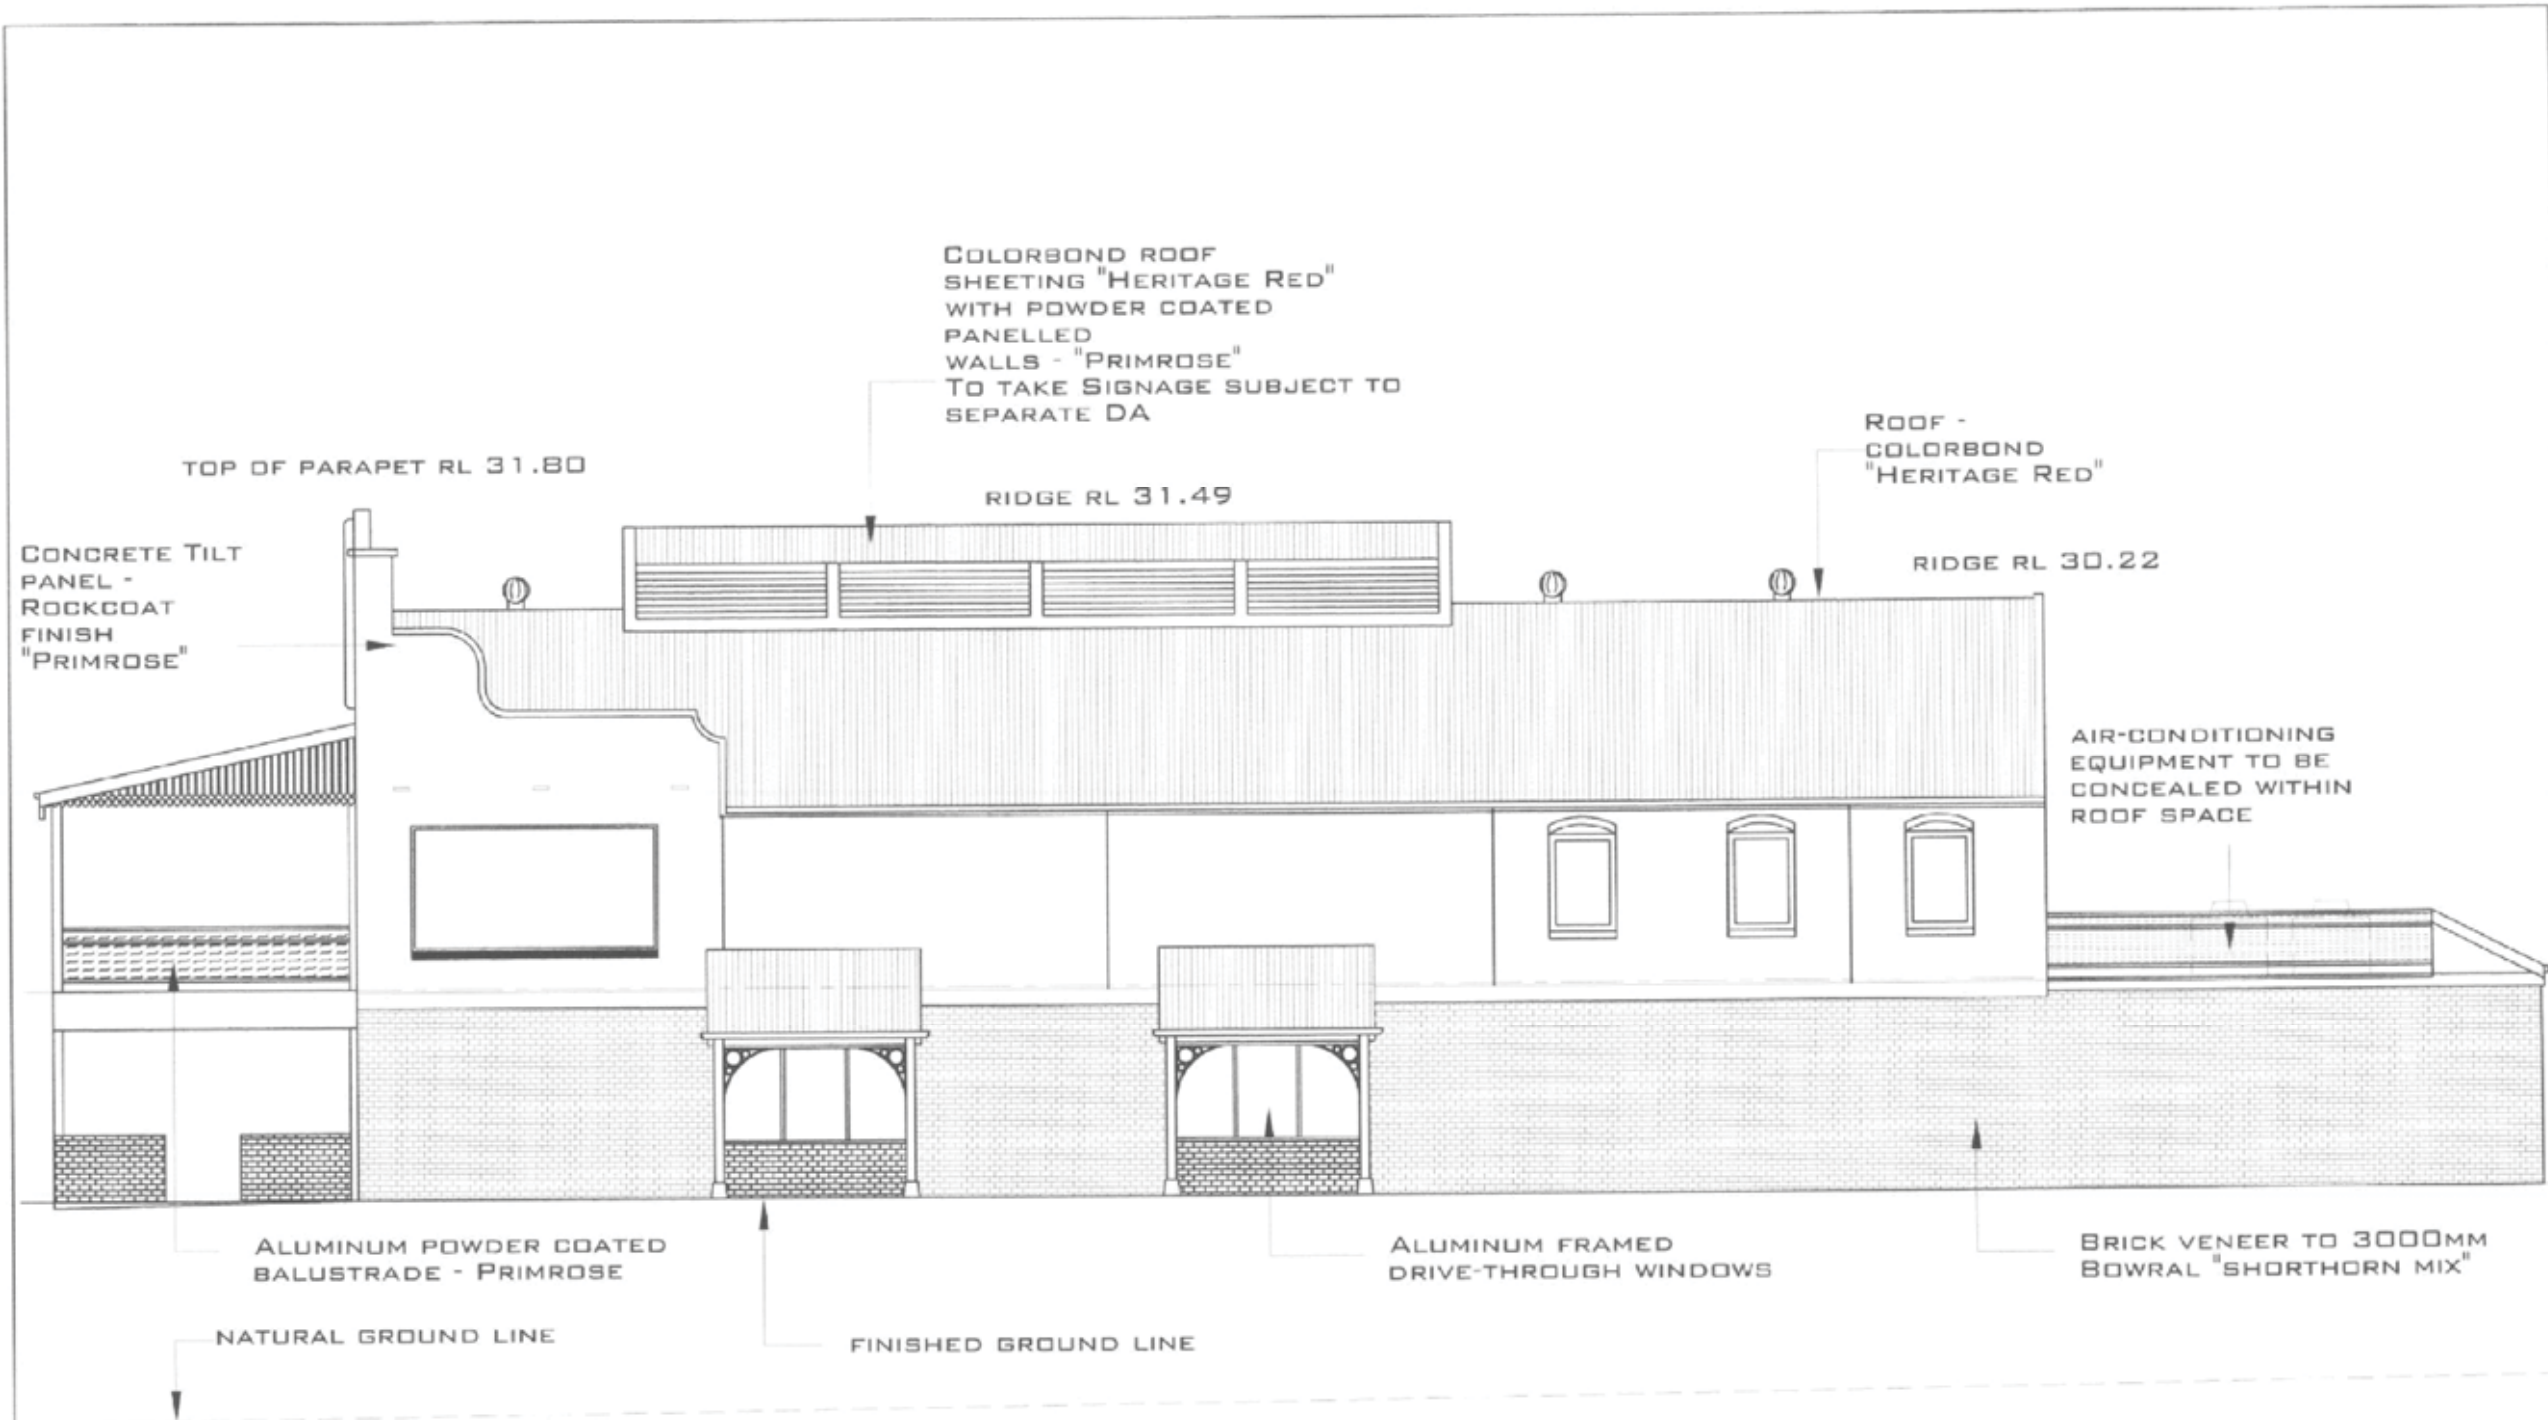 COLORBOND ROOF
SHEETING "HERITAGE RED"
WITH POWDER COATED
PANELLED
WALLS - "PRIMROSE"
TO TAKE SIGNAGE SUBJECT TO
SEPARATE DA
ROOF -
COLORBOND
"HERITAGE RED"
TOP OF PARAPET RL 31.80
RIDGE RL 31.49
CONCRETE TILT
PANEL -
ROCKCOAT
FINISH
"PRIMROSE"
RIDGE RL 30.22
AIR-CONDITIONING
EQUIPMENT TO BE
CONCEALED WITHIN
ROOF SPACE
ALUMINUM POWDER COATED
BALUSTRADE - PRIMROSE
ALUMINUM FRAMED
DRIVE-THROUGH WINDOWS
BRICK VENEER TO 3000MM
BOWRAL "SHORTHORN MIX"
NATURAL GROUND LINE
FINISHED GROUND LINE